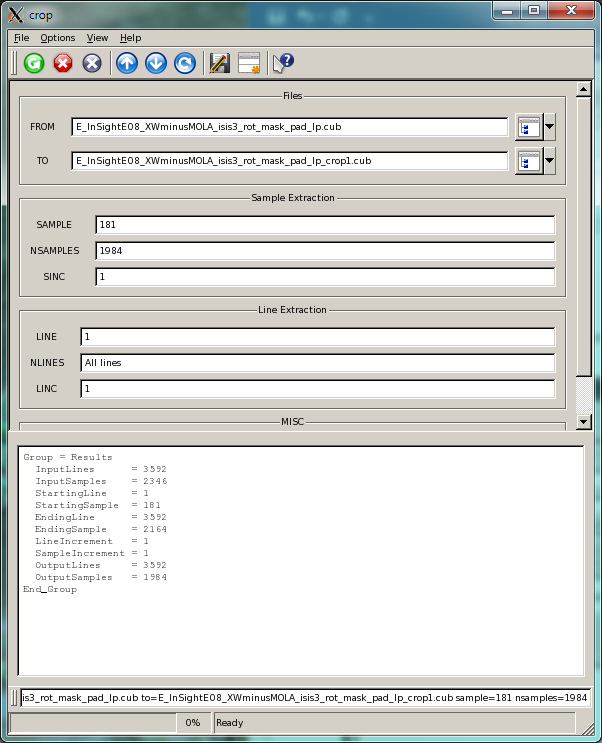 crop
File Options View Help
Files
FROM E_InSightE08_XWminusMOLA_isis3_rot_mask_pad_lp.cub
TO E_InSightE08_XWminusMOLA_isis3_rot_mask_pad_lp_crop1.cub
Sample Extraction
SAMPLE 181
NSAMPLES 1984
SINC 1
Line Extraction
LINE 1
NLINES All lines
LINC 1
MISC
Group = Results
InputLines = 3592
InputSamples = 2346
StartingLine = 1
StartingSample = 181
EndingLine = 3592
EndingSample = 2164
LineIncrement = 1
SampleIncrement = 1
OutputLines = 3592
OutputSamples = 1984
End_Group
is3_rot_mask_pad_lp.cub to=E_InSightE08_XWminusMOLA_isis3_rot_mask_pad_lp_crop1.cub sample=181 nsamples=1984
0% Ready